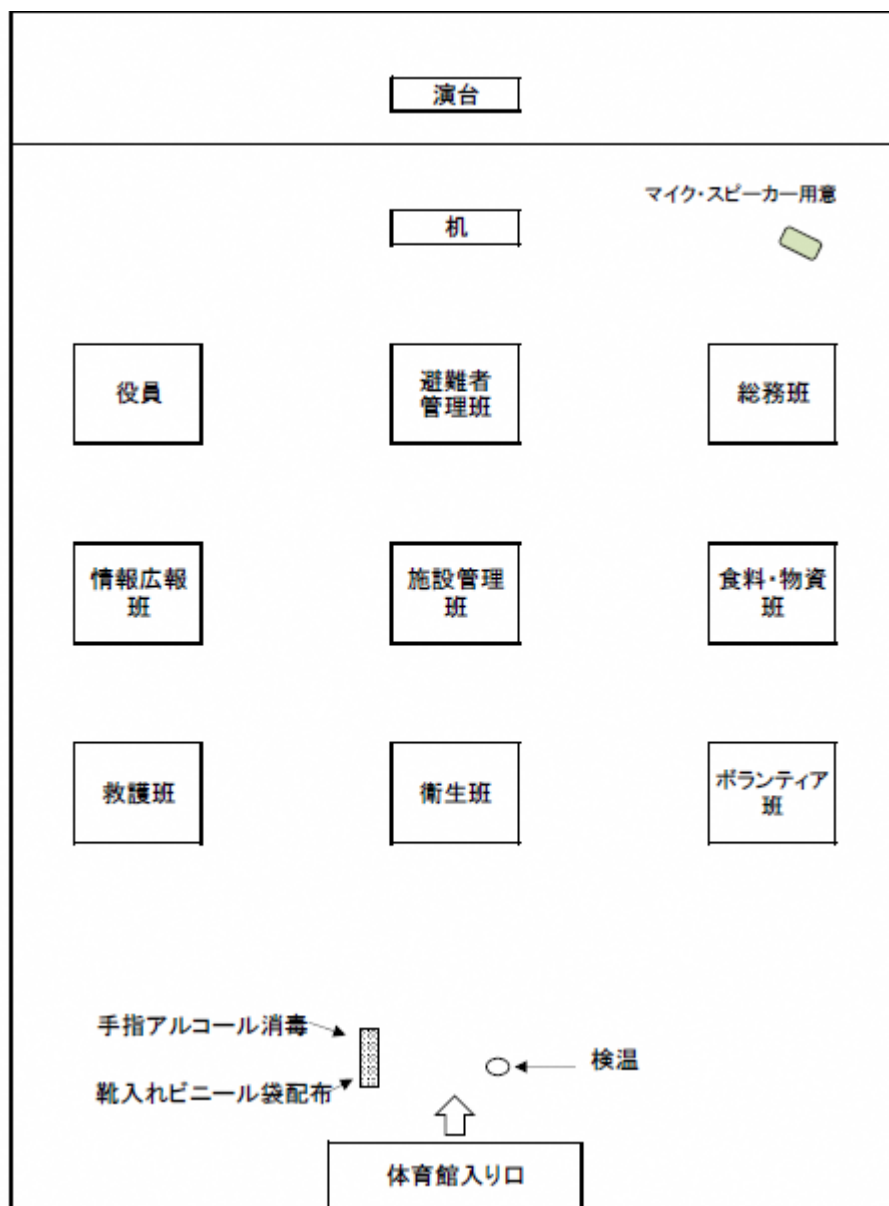 演台
マイク・スピーカー用意
机
役員
避難者
管理班
総務班
情報広報
班
施設管理
班
食料・物資
班
救護班
衛生班
ボランティア
班
手指アルコール消毒
検温
靴入れビニール袋配布
体育館入り口